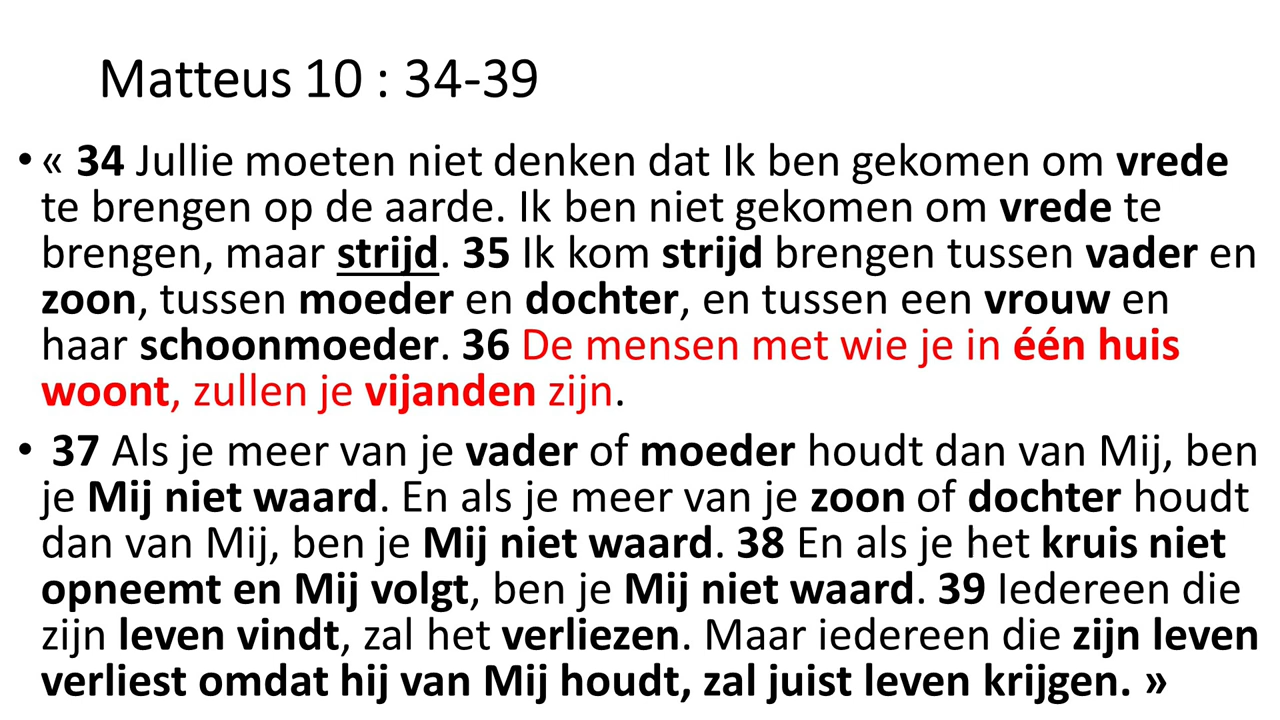 Matteus 10 : 34-39
• « 34 Jullie moeten niet denken dat Ik ben gekomen om vrede
te brengen op de aarde. Ik ben niet gekomen om vrede te
brengen, maar strijd. 35 Ik kom strijd brengen tussen vader en
zoon, tussen moeder en dochter, en tussen een vrouw en
haar schoonmoeder. 36 De mensen met wie je in één huis
woont, zullen je vijanden zijn.
• 37 Als je meer van je vader of moeder houdt dan van Mij, ben
je Mij niet waard. En als je meer van je zoon of dochter houdt
dan van Mij, ben je Mij niet waard. 38 En als je het kruis niet
opneemt en Mij volgt, ben je Mij niet waard. 39 Iedereen die
zijn leven vindt, zal het verliezen. Maar iedereen die zijn leven
verliest omdat hij van Mij houdt, zal juist leven krijgen. »